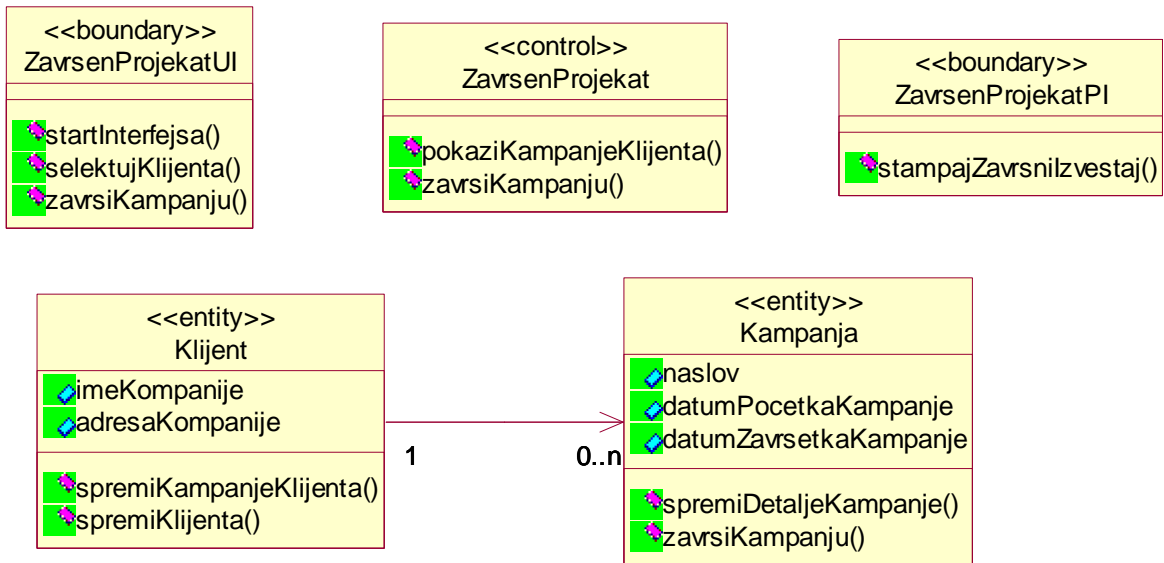 <<boundary>>
ZavrsenProjekatUI
startInterfejsa()
selektujKlijenta()
zavrsiKampanju()
<<control>>
ZavrsenProjekat
pokaziKampanjeKlijenta()
zavrsiKampanju()
<<boundary>>
ZavrsenProjekatPI
stampajZavrsniIzvestaj()
<<entity>>
Klijent
imeKompanije
adresaKompanije
spremiKampanjeKlijenta()
spremiKlijenta()
1
0..n
<<entity>>
Kampanja
naslov
datumPocetkaKampanje
datumZavrsetkaKampanje
spremiDetaljeKampanje()
zavrsiKampanju()